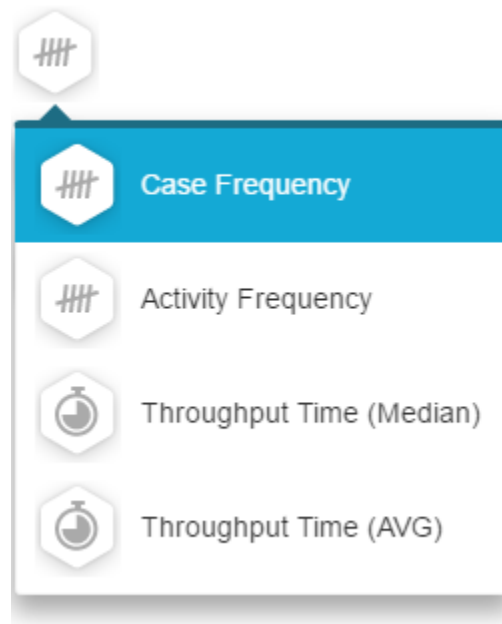 Case Frequency
Activity Frequency
Throughput Time (Median)
Throughput Time (AVG)